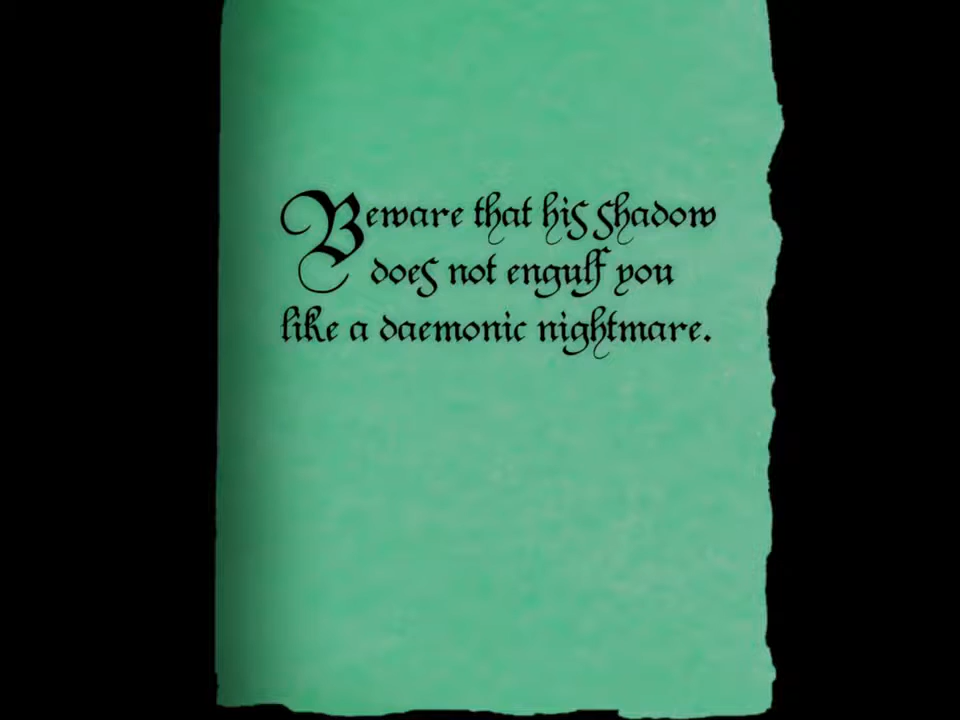 Beware that his shadow
does not engulf you
like a daemonic nightmare.